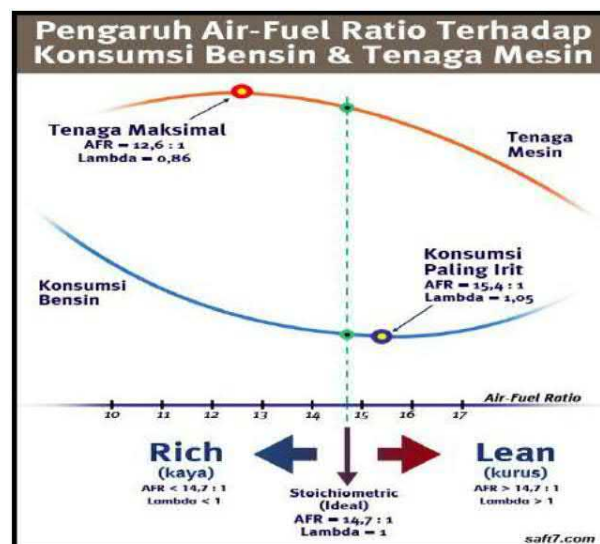 Pengaruh Air-Fuel Ratio Terhadap
Konsumsi Bensin & Tenaga Mesin
Tenaga Maksimal
AFR = 12,6 : 1
Lambda = 0,86
Tenaga
Mesin
Konsumsi
Bensin
Konsumsi
Paling Irit
AFR = 15,4 : 1
Lambda = 1,05
Air-Fuel Ratio
10 11 12 13 14 15 16 17
Rich
(kaya)
AFR < 14,7 : 1
Lambda < 1
Stoichiometric
(Ideal)
AFR = 14,7 : 1
Lambda = 1
Lean
(kurus)
AFR > 14,7 : 1
Lambda > 1
saft7.com